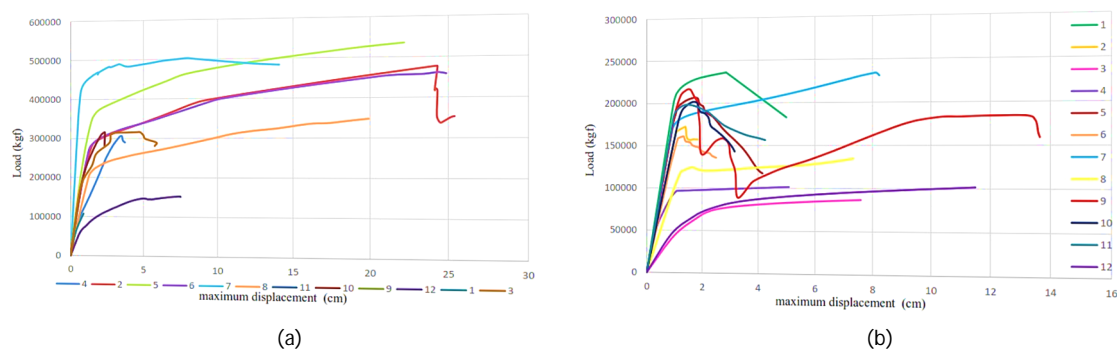 600000
500000
400000
300000
200000
100000
0
Load (kgf)
0 5 10 15 20 25 30
4 2 5 6 7 8 11 10 9 12 1 3
maximum displacement (cm)
(a)
300000
250000
200000
150000
100000
50000
0
Load (kgf)
0 2 4 6 8 10 12 14 16
maximum displacement (cm)
1
2
3
4
5
6
7
8
9
10
11
12
(b)